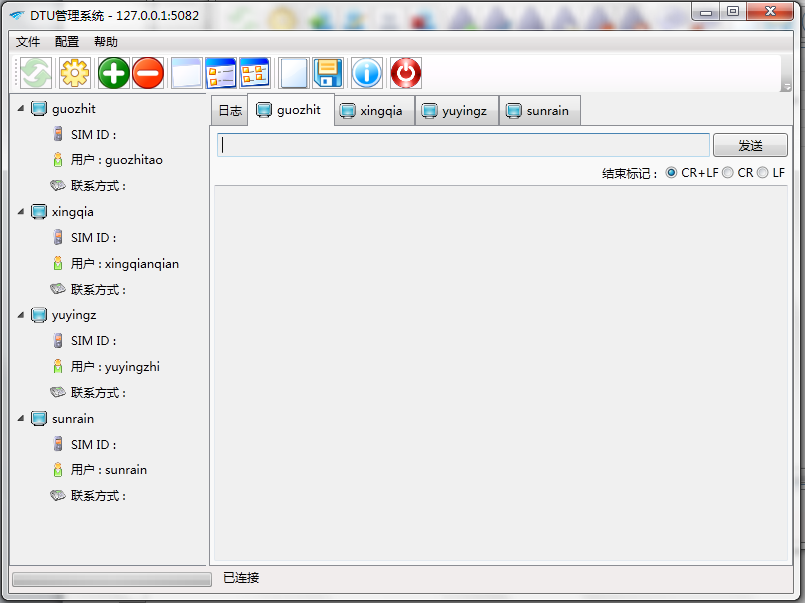 DTU管理系统 - 127.0.0.1:5082
文件 配置 帮助
guozhit
SIM ID :
用户 : guozhitao
联系方式 :
xingqia
SIM ID :
用户 : xingqianqian
联系方式 :
yuyingz
SIM ID :
用户 : yuyingzhi
联系方式 :
sunrain
SIM ID :
用户 : sunrain
联系方式 :
日志 guozhit xingqia yuyingz sunrain
发送
结束标记 : CR+LF CR LF
已连接